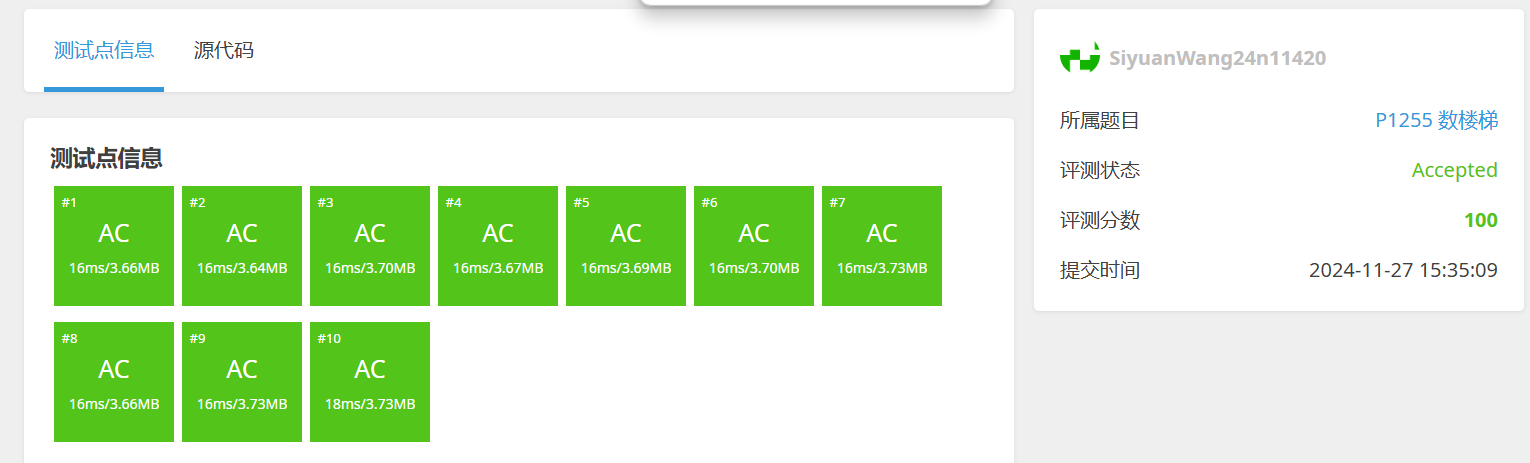 测试点信息 源代码
测试点信息
#1 #2 #3 #4 #5 #6 #7
AC AC AC AC AC AC AC
16ms/3.66MB 16ms/3.64MB 16ms/3.70MB 16ms/3.67MB 16ms/3.69MB 16ms/3.70MB 16ms/3.73MB
#8 #9 #10
AC AC AC
16ms/3.66MB 16ms/3.73MB 18ms/3.73MB
SiyuanWang24n11420
所属题目 P1255 数楼梯
评测状态 Accepted
评测分数 100
提交时间 2024-11-27 15:35:09